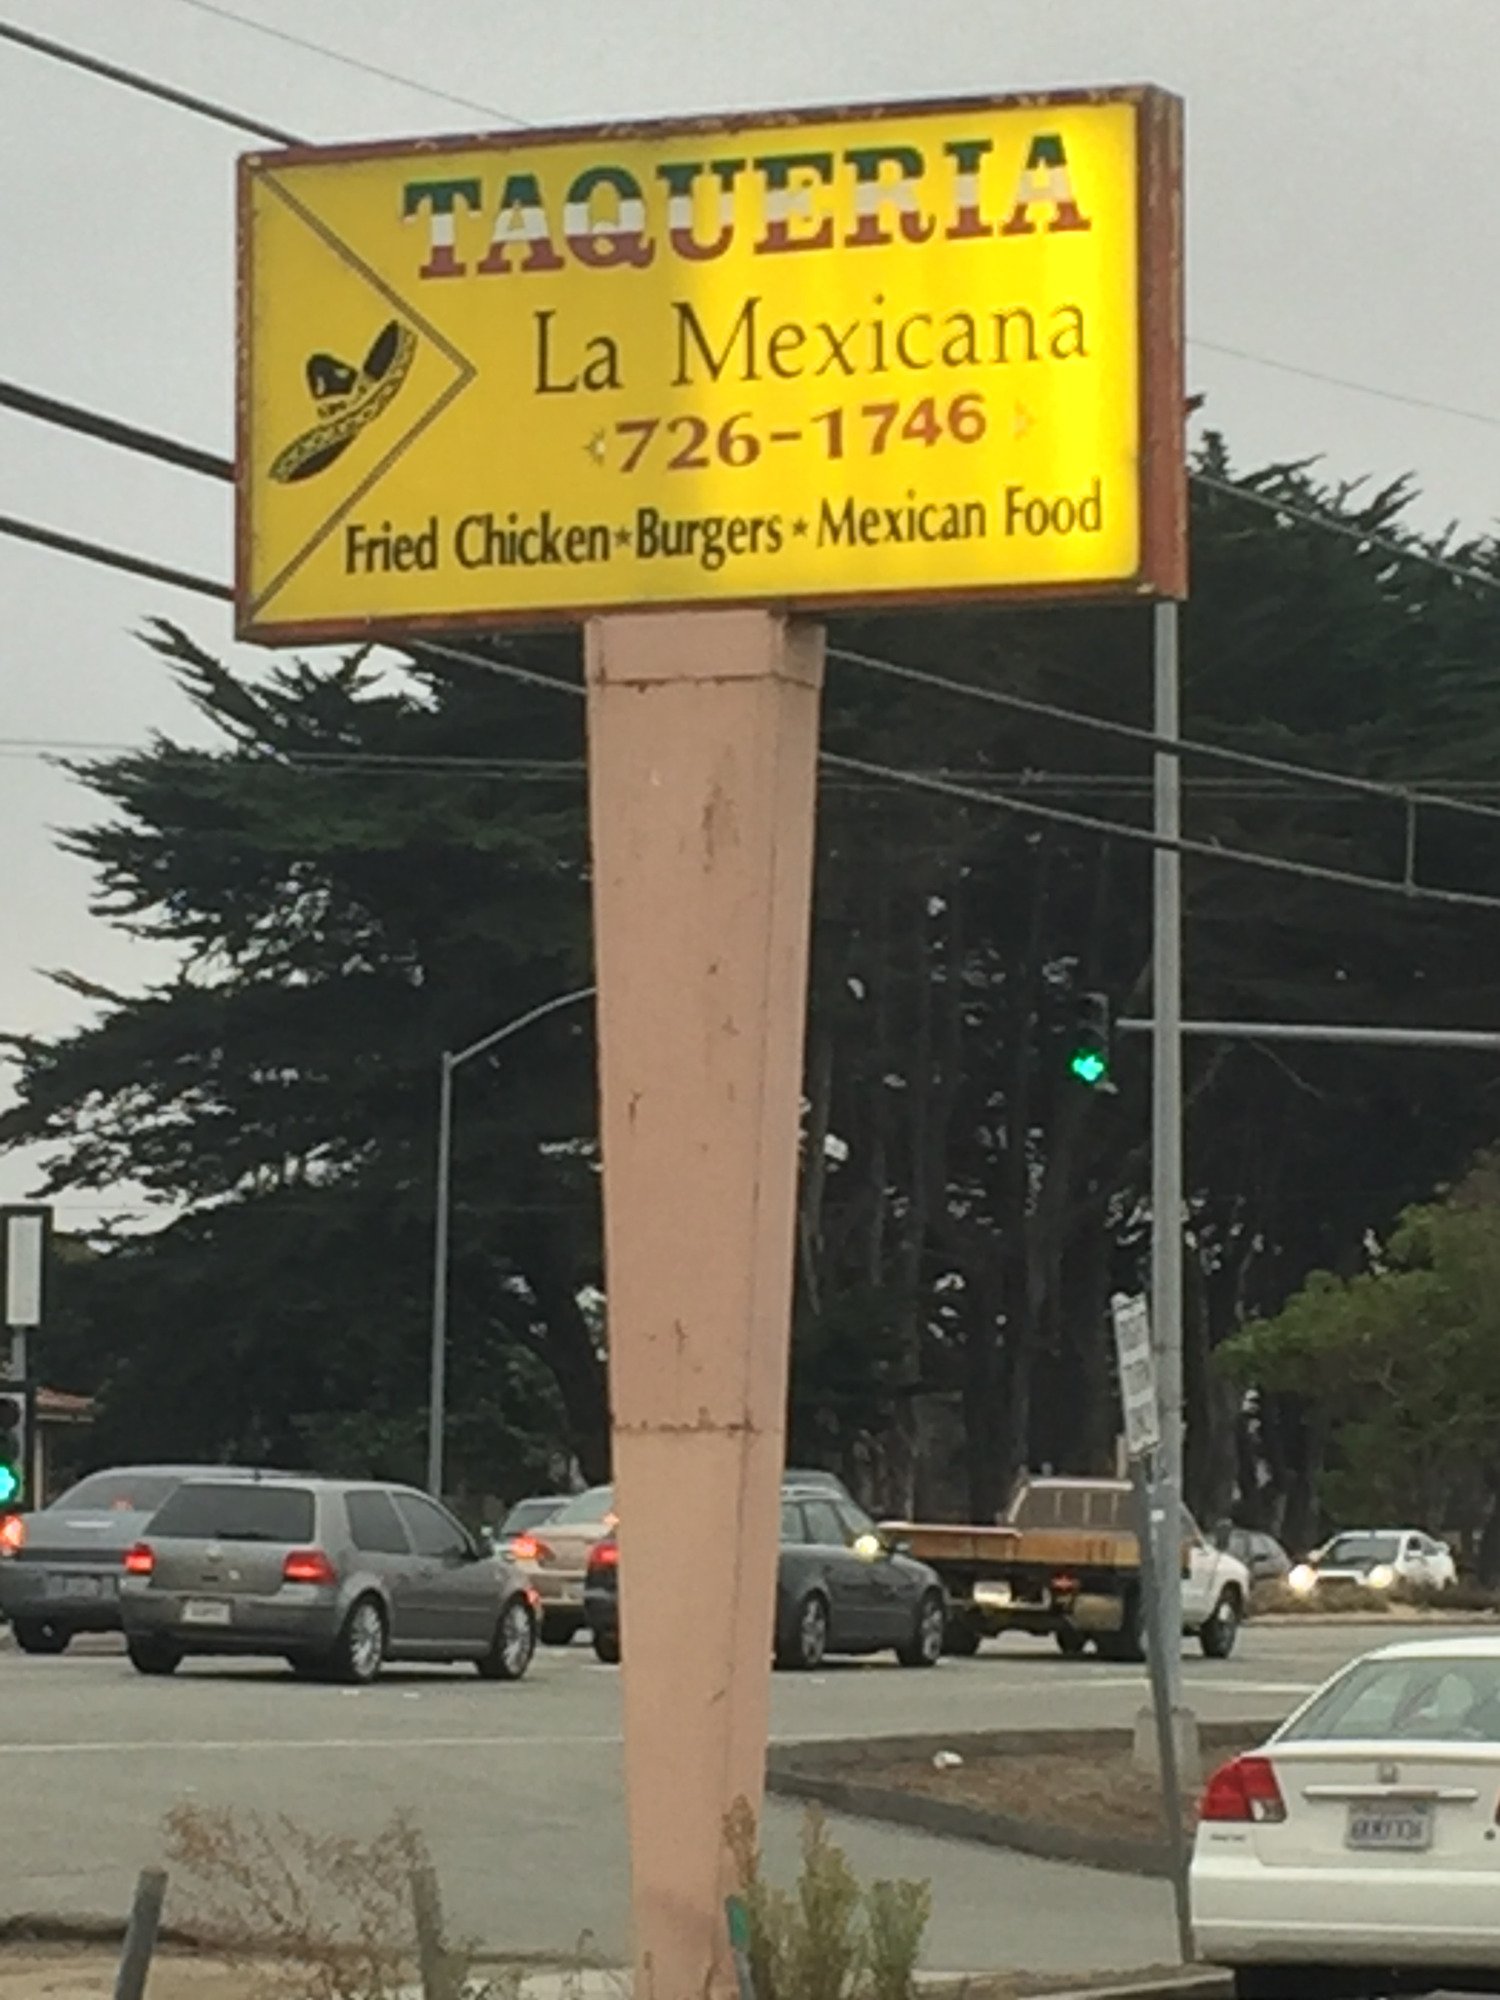 TAQUERIA
La Mexicana
726-1746
Fried Chicken*Burgers*Mexican Food